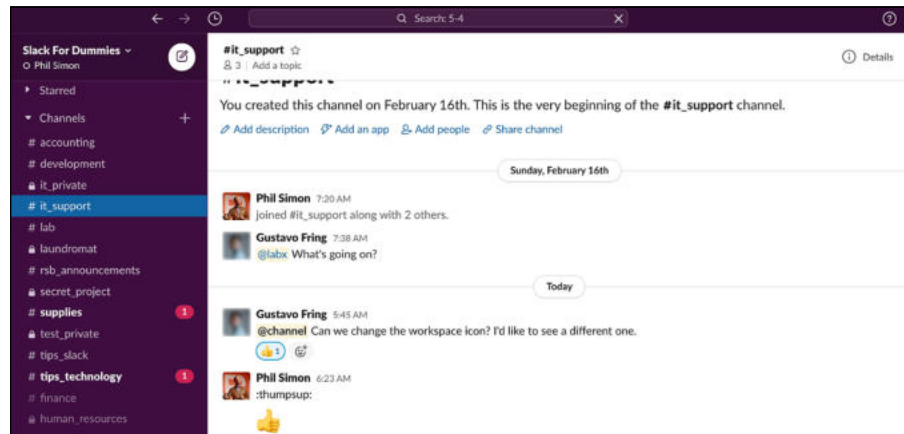 Search: 5-4
Slack For Dummies
Phil Simon
#it_support
3 | Add a topic
Details
Starred
Channels
# accounting
# development
it_private
# it_support
# lab
laundromat
# rsb_announcements
secret_project
# supplies 1
test_private
# tips_slack
# tips_technology 1
# finance
human_resources
# it_support
You created this channel on February 16th. This is the very beginning of the #it_support channel.
Add description Add an app Add people Share channel
Sunday, February 16th
Phil Simon 7:20 AM
joined #it_support along with 2 others.
Gustavo Fring 7:38 AM
@labx What's going on?
Today
Gustavo Fring 5:45 AM
@channel Can we change the workspace icon? I'd like to see a different one.
1
Phil Simon 6:23 AM
:thumpsup: